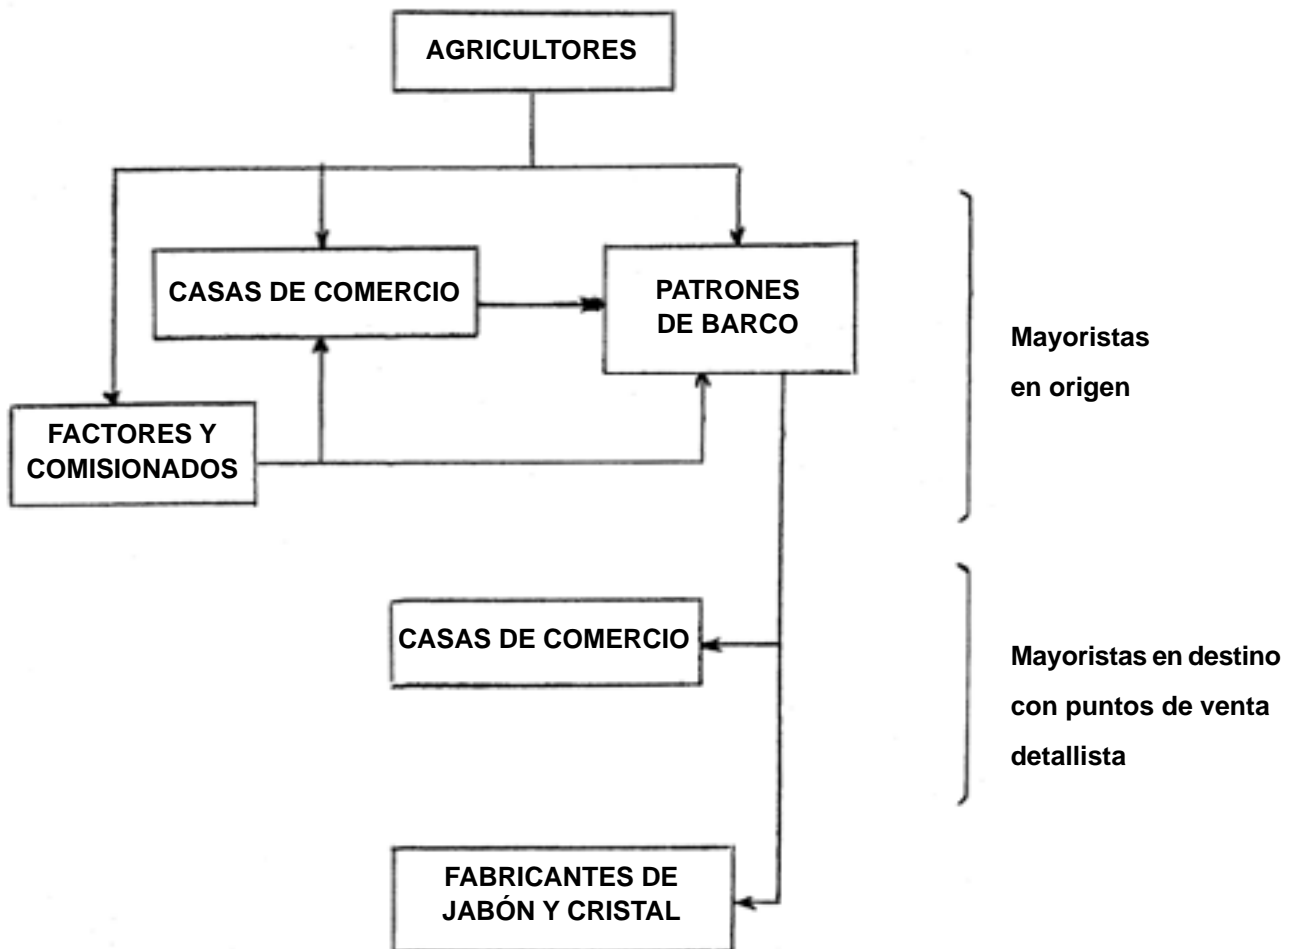 AGRICULTORES
CASAS DE COMERCIO
PATRONES
DE BARCO
Mayoristas
en origen
FACTORES Y
COMISIONADOS
CASAS DE COMERCIO
Mayoristas en destino
con puntos de venta
detallista
FABRICANTES DE
JABÓN Y CRISTAL